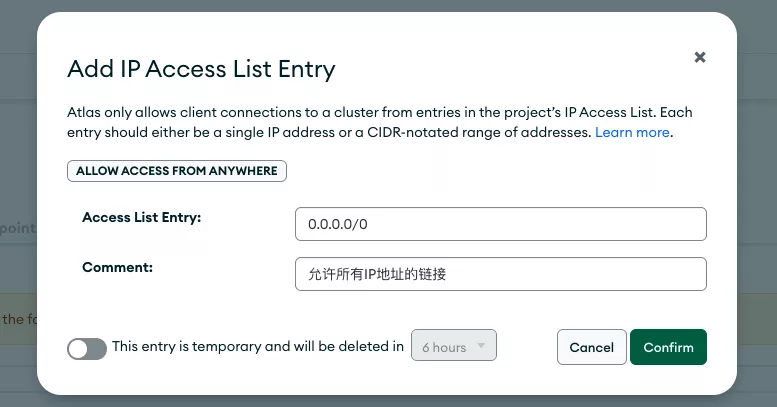 Add IP Access List Entry
Atlas only allows client connections to a cluster from entries in the project's IP Access List. Each
entry should either be a single IP address or a CIDR-notated range of addresses. Learn more.
ALLOW ACCESS FROM ANYWHERE
Access List Entry:
0.0.0.0/0
Comment:
允许所有IP地址的链接
point
the fo
This entry is temporary and will be deleted in 6 hours
Cancel
Confirm